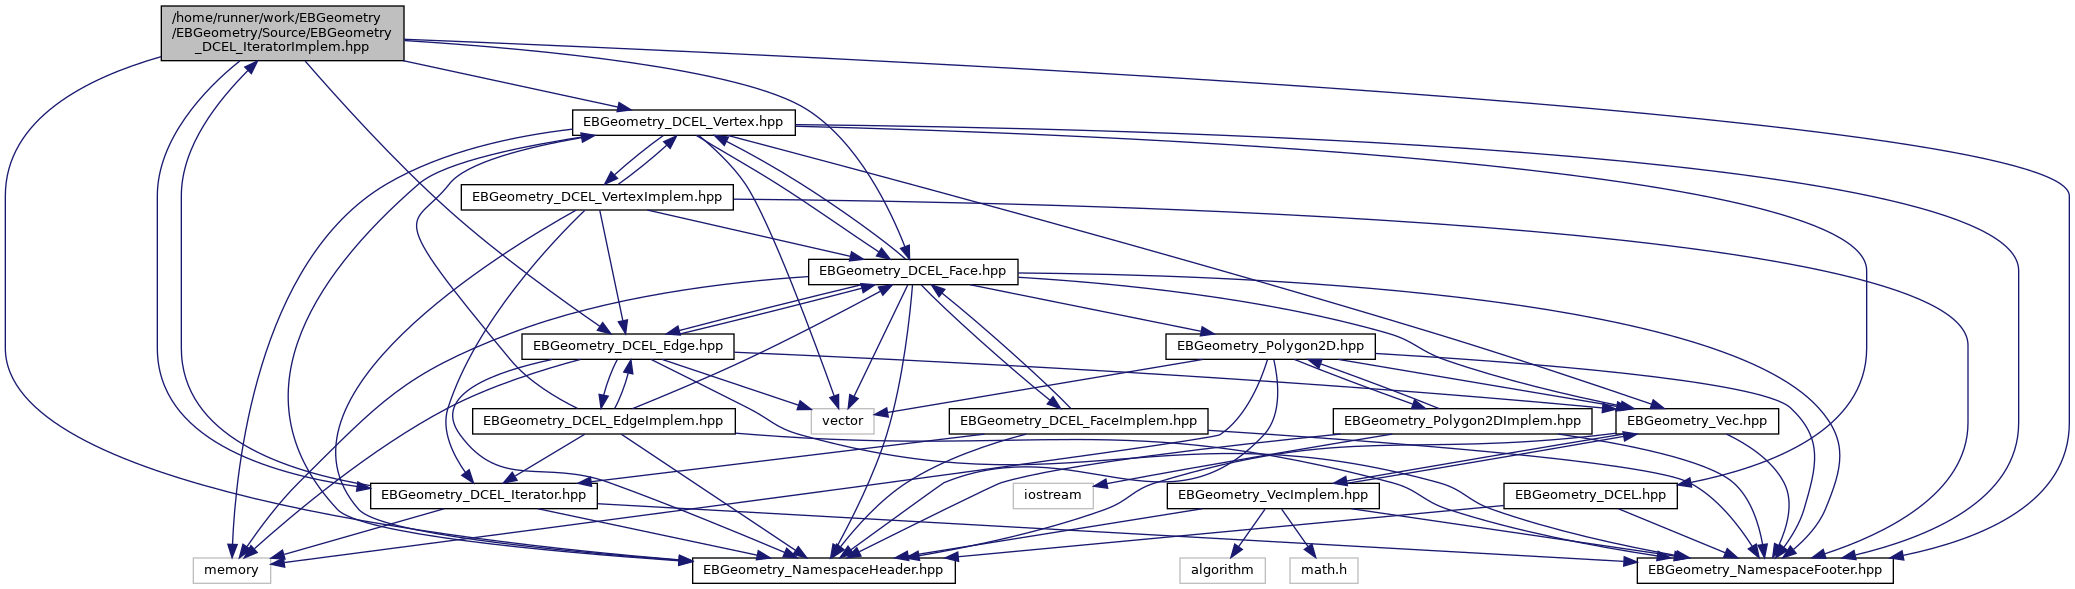 /home/runner/work/EBGeometry
/EBGeometry/Source/EBGeometry
_DCEL_IteratorImplem.hpp
EBGeometry_DCEL_Vertex.hpp
EBGeometry_DCEL_VertexImplem.hpp
EBGeometry_DCEL_Face.hpp
EBGeometry_DCEL_Edge.hpp
EBGeometry_Polygon2D.hpp
EBGeometry_DCEL_EdgeImplem.hpp
vector
EBGeometry_DCEL_FaceImplem.hpp
EBGeometry_Polygon2DImplem.hpp
EBGeometry_Vec.hpp
EBGeometry_DCEL_Iterator.hpp
iostream
EBGeometry_VecImplem.hpp
EBGeometry_DCEL.hpp
memory
EBGeometry_NamespaceHeader.hpp
algorithm
math.h
EBGeometry_NamespaceFooter.hpp